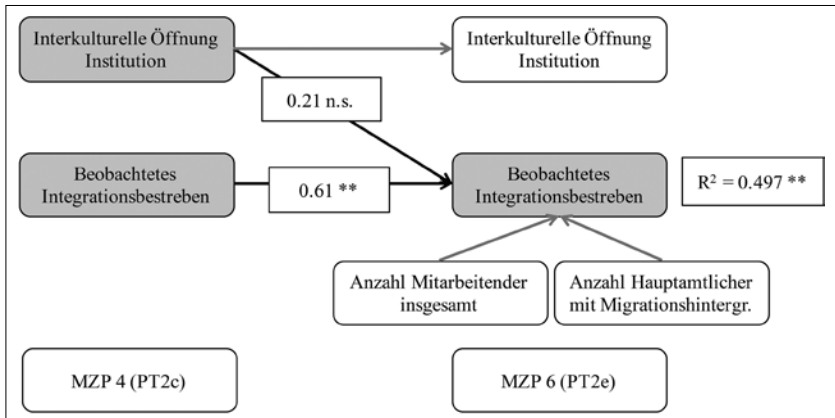 Interkulturelle Öffnung
Institution
Interkulturelle Öffnung
Institution
0.21 n.s.
Beobachtetes
Integrationsbestreben
0.61 **
Beobachtetes
Integrationsbestreben
R² = 0.497 **
Anzahl Mitarbeitender
insgesamt
Anzahl Hauptamtlicher
mit Migrationshintergr.
MZP 4 (PT2c)
MZP 6 (PT2e)